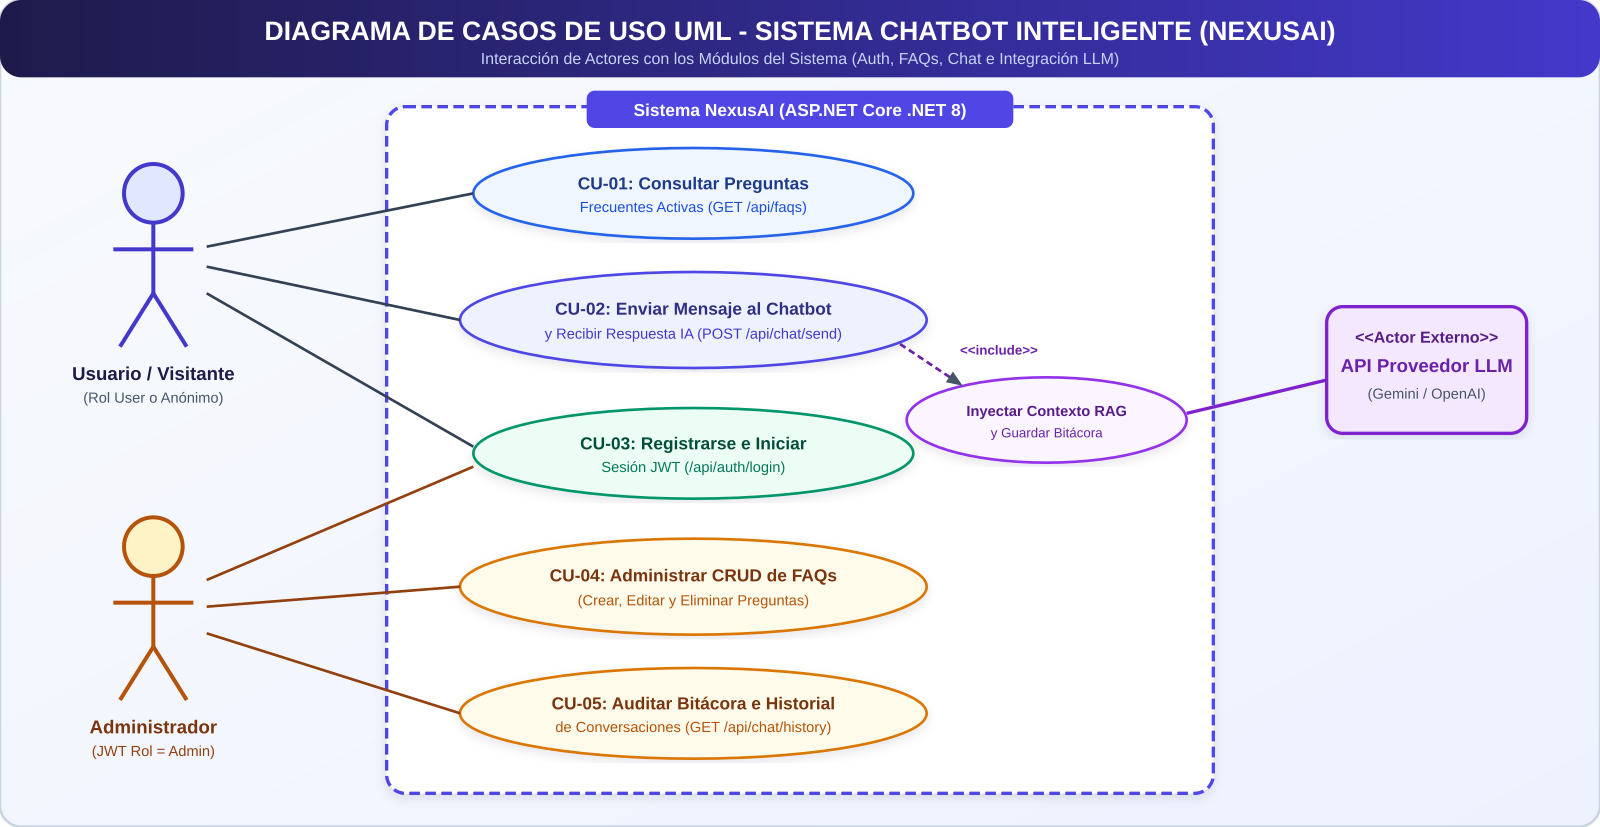 DIAGRAMA DE CASOS DE USO UML - SISTEMA CHATBOT INTELIGENTE (NEXUSAI)
Interacción de Actores con los Módulos del Sistema (Auth, FAQs, Chat e Integración LLM)
Sistema NexusAI (ASP.NET Core .NET 8)
CU-01: Consultar Preguntas
Frecuentes Activas (GET /api/faqs)
CU-02: Enviar Mensaje al Chatbot
y Recibir Respuesta IA (POST /api/chat/send)
<<include>>
<<Actor Externo>>
API Proveedor LLM
(Gemini / OpenAI)
Usuario / Visitante
(Rol User o Anónimo)
Inyectar Contexto RAG
y Guardar Bitácora
CU-03: Registrarse e Iniciar
Sesión JWT (/api/auth/login)
CU-04: Administrar CRUD de FAQs
(Crear, Editar y Eliminar Preguntas)
CU-05: Auditar Bitácora e Historial
de Conversaciones (GET /api/chat/history)
Administrador
(JWT Rol = Admin)